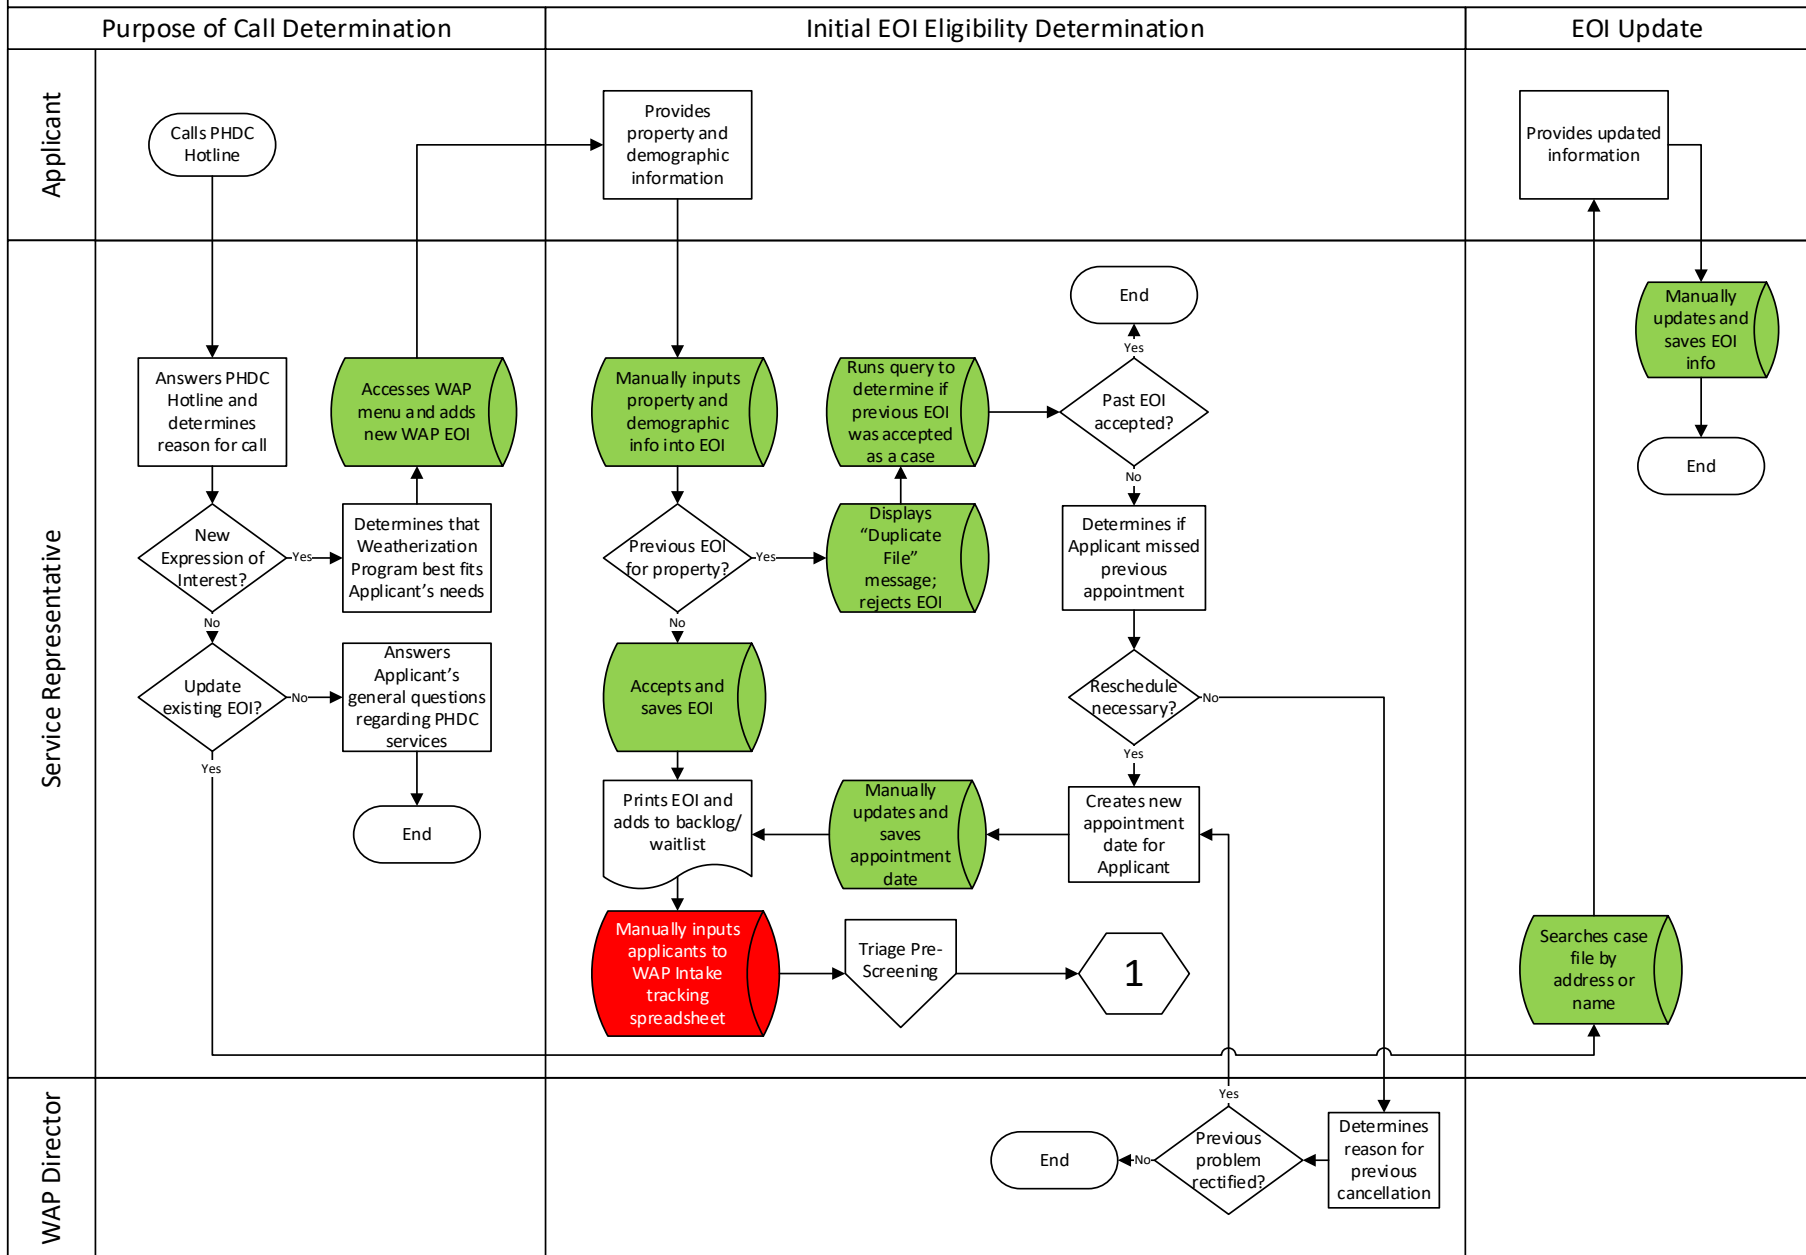 Purpose of Call Determination
Initial EOI Eligibility Determination
EOI Update
Applicant
Calls PHDC
Hotline
Provides
property and
demographic
information
Provides updated
information
Service Representative
Answers PHDC
Hotline and
determines
reason for call
New
Expression of
Interest?
Yes
Determines that
Weatherization
Program best fits
Applicant's needs
Accesses WAP
menu and adds
new WAP EOI
No
Update
existing EOI?
No
Answers
Applicant's
general questions
regarding PHDC
services
End
Yes
Manually inputs
property and
demographic
info into EOI
Previous EOI
for property?
Yes
Displays
“Duplicate
File”
message;
rejects EOI
Runs query to
determine if
previous EOI
was accepted
as a case
Past EOI
accepted?
Yes
End
No
Determines if
Applicant missed
previous
appointment
Reschedule
necessary?
No
Yes
Creates new
appointment
date for
Applicant
Manually
updates and
saves
appointment
date
No
Accepts and
saves EOI
Prints EOI and
adds to backlog/
waitlist
Manually inputs
applicants to
WAP Intake
tracking
spreadsheet
Triage Pre-
Screening
1
Manually
updates and
saves EOI
info
End
Searches case
file by
address or
name
WAP Director
Determines
reason for
previous
cancellation
Previous
problem
rectified?
Yes
No
End